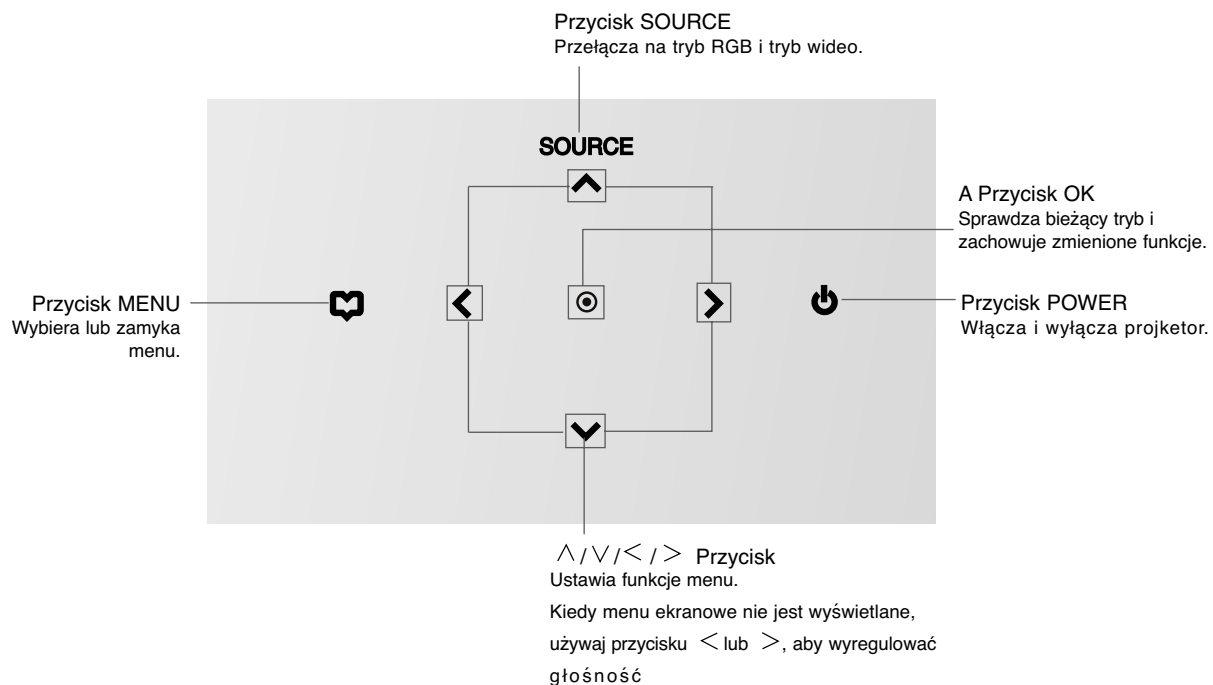 Przycisk SOURCE
Przełącza na tryb RGB i tryb wideo.
SOURCE
A Przycisk OK
Sprawdza bieżący tryb i
zachowuje zmienione funkcje.
Przycisk MENU
Wybiera lub zamyka
menu.
Przycisk POWER
Włącza i wyłącza projketor.
∧/∨/</> Przycisk
Ustawia funkcje menu.
Kiedy menu ekranowe nie jest wyświetlane,
używaj przycisku < lub >, aby wyregulować
głośność